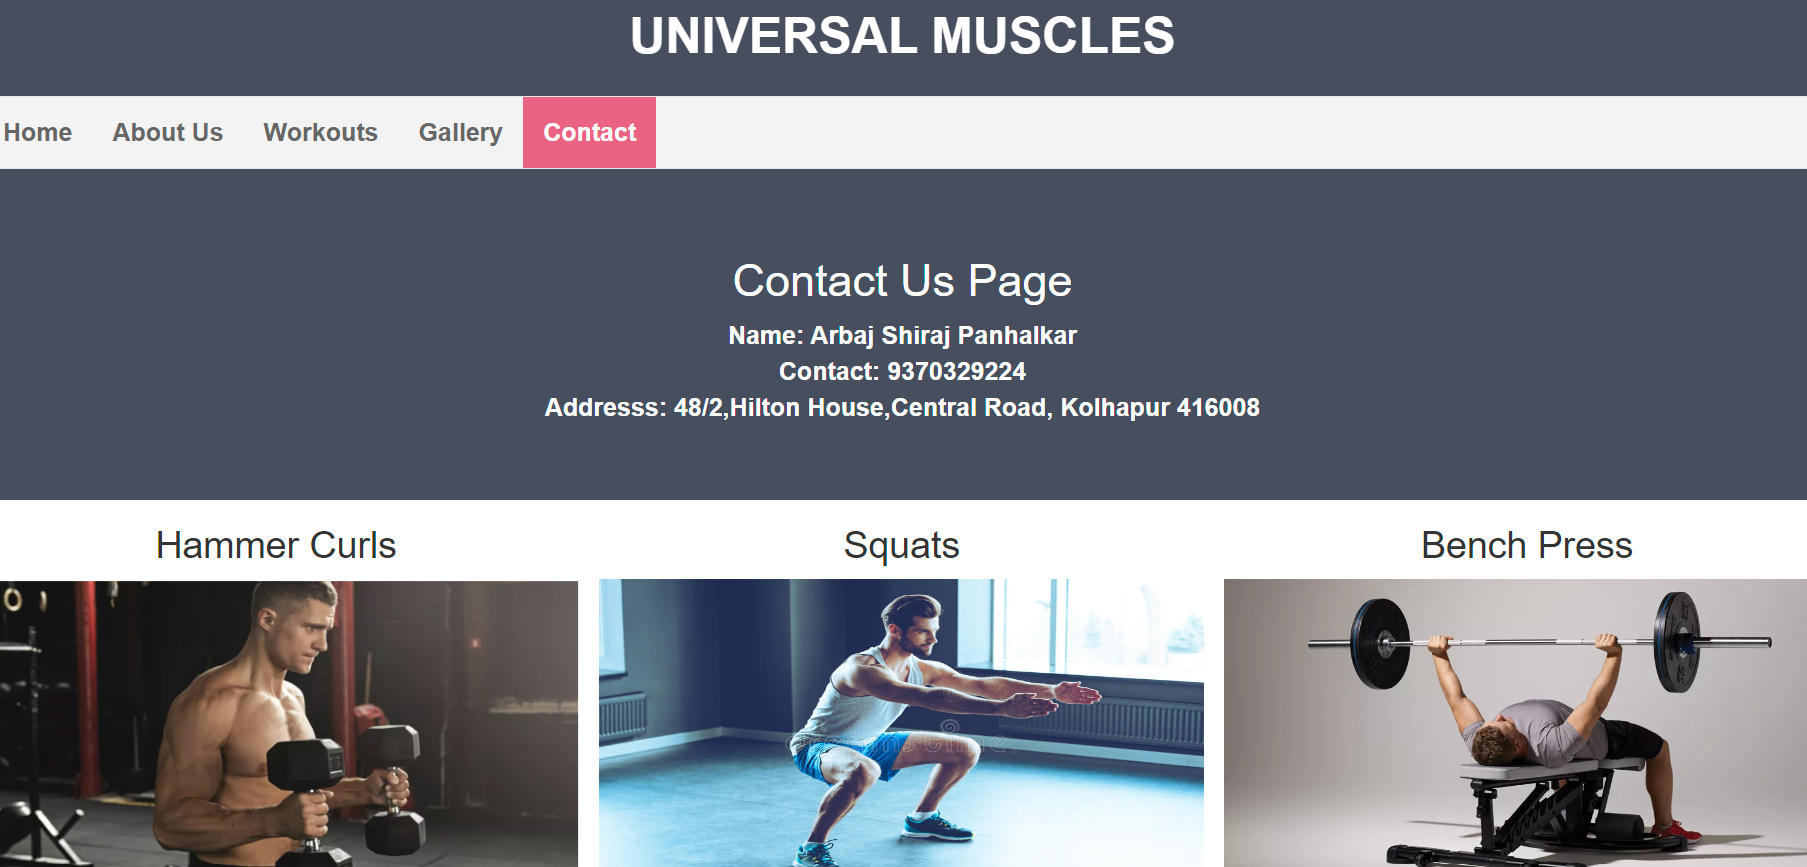 UNIVERSAL MUSCLES
Home About Us Workouts Gallery Contact
Contact Us Page
Name: Arbaj Shiraj Panhalkar
Contact: 9370329224
Addresss: 48/2,Hilton House,Central Road, Kolhapur 416008
Hammer Curls Squats Bench Press
dreamstime